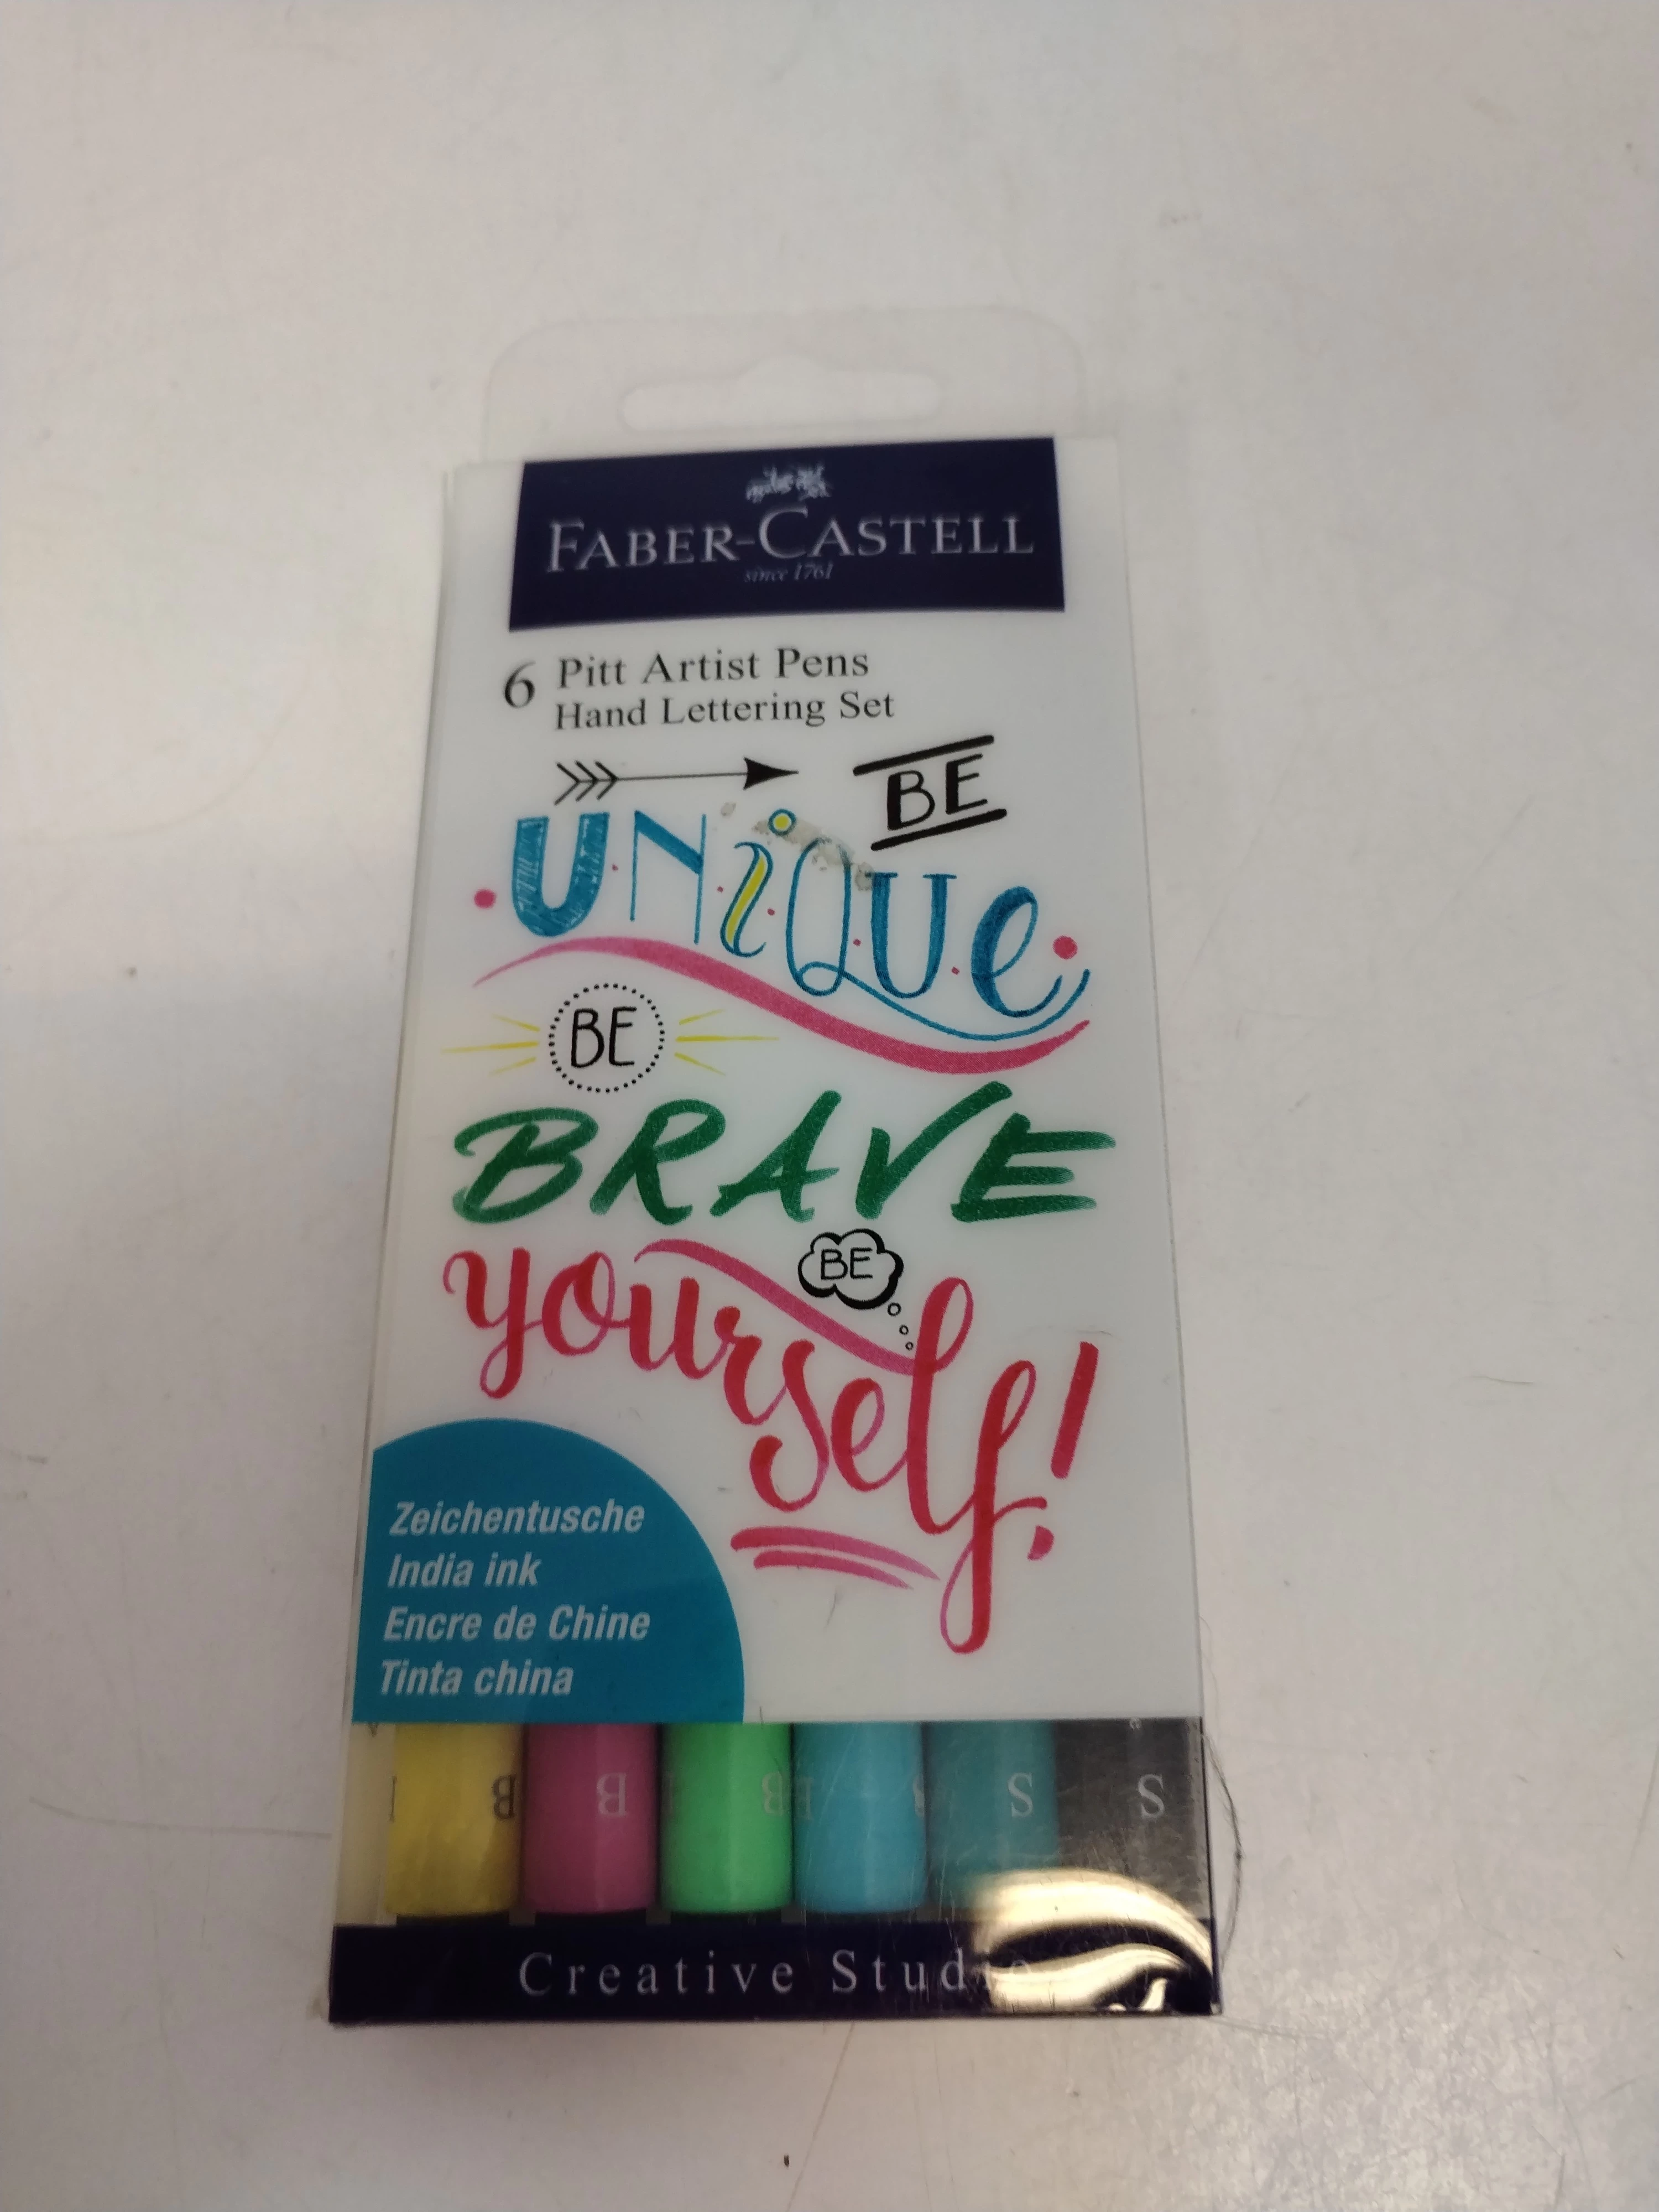 FABER-CASTELL
since 1761
6 Pitt Artist Pens
Hand Lettering Set
BE
UNiQUe
BE
BRAVE
BE
yourself!
Zeichentusche
India ink
Encre de Chine
Tinta china
B B B B S S
Creative Studio